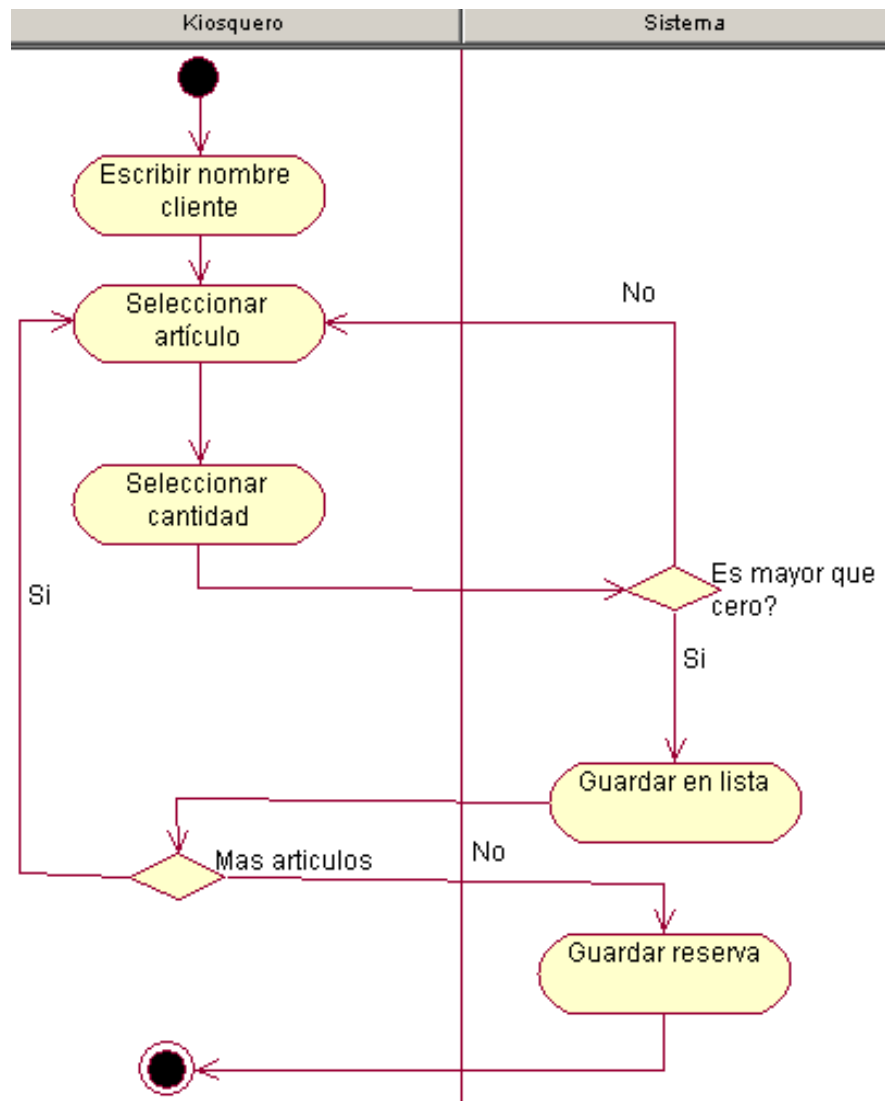 Kiosquero
Sistema
Escribir nombre
cliente
Seleccionar
artículo
No
Seleccionar
cantidad
Si
Es mayor que
cero?
Si
Guardar en lista
Mas articulos
No
Guardar reserva